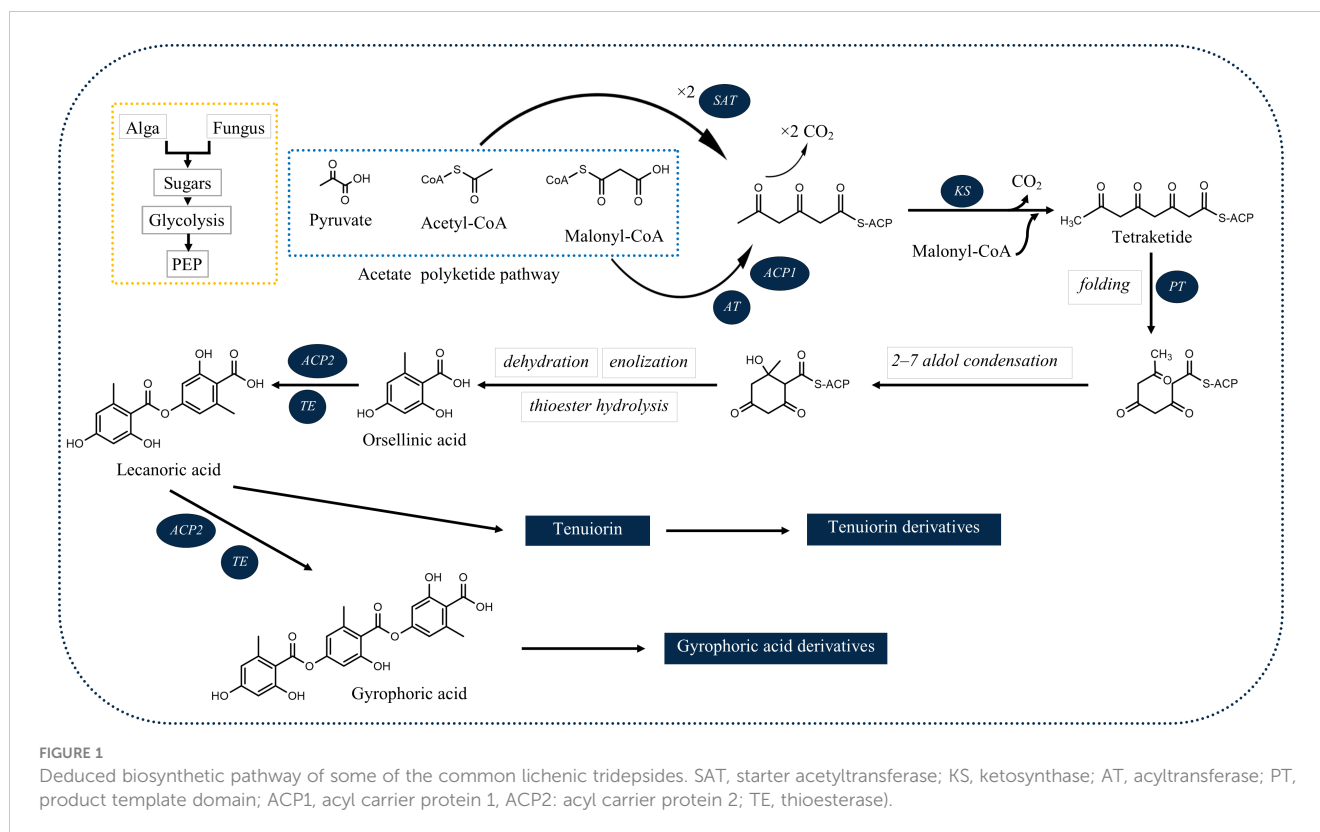 ×2 SAT
×2 CO2
Alga Fungus
Sugars
Glycolysis
PEP
O
OH
O
Pyruvate
CoA S
O
Acetyl-CoA
CoA S OH
O O
Malonyl-CoA
Acetate polyketide pathway
ACP1
AT
O O O
S-ACP
KS
CO2
Malonyl-CoA
O O O O
H3C S-ACP
Tetraketide
folding PT
CH3 O
O S-ACP
O O
2–7 aldol condensation
HO O
S-ACP
O O
dehydration enolization
thioester hydrolysis
O
OH
HO OH
Orsellinic acid
ACP2
TE
OH O
O OH
O
HO OH
Lecanoric acid
ACP2
TE
Tenuiorin
Tenuiorin derivatives
OH O
O OH
O O
O OH
HO OH
Gyrophoric acid
Gyrophoric acid derivatives
FIGURE 1
Deduced biosynthetic pathway of some of the common lichenic tridepsides. SAT, starter acetyltransferase; KS, ketosynthase; AT, acyltransferase; PT,
product template domain; ACP1, acyl carrier protein 1, ACP2: acyl carrier protein 2; TE, thioesterase).